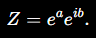 Z = e^a e^{ib}.